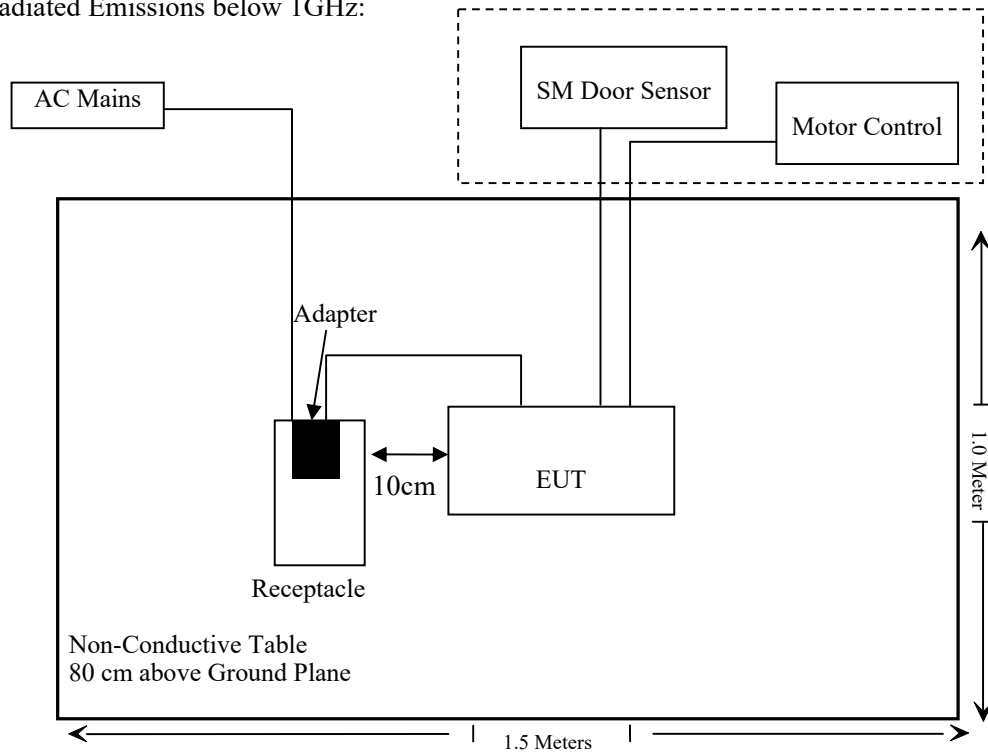 adiated Emissions below 1GHz:
AC Mains
SM Door Sensor
Motor Control
Adapter
10cm
EUT
Receptacle
1.0 Meter
Non-Conductive Table
80 cm above Ground Plane
1.5 Meters